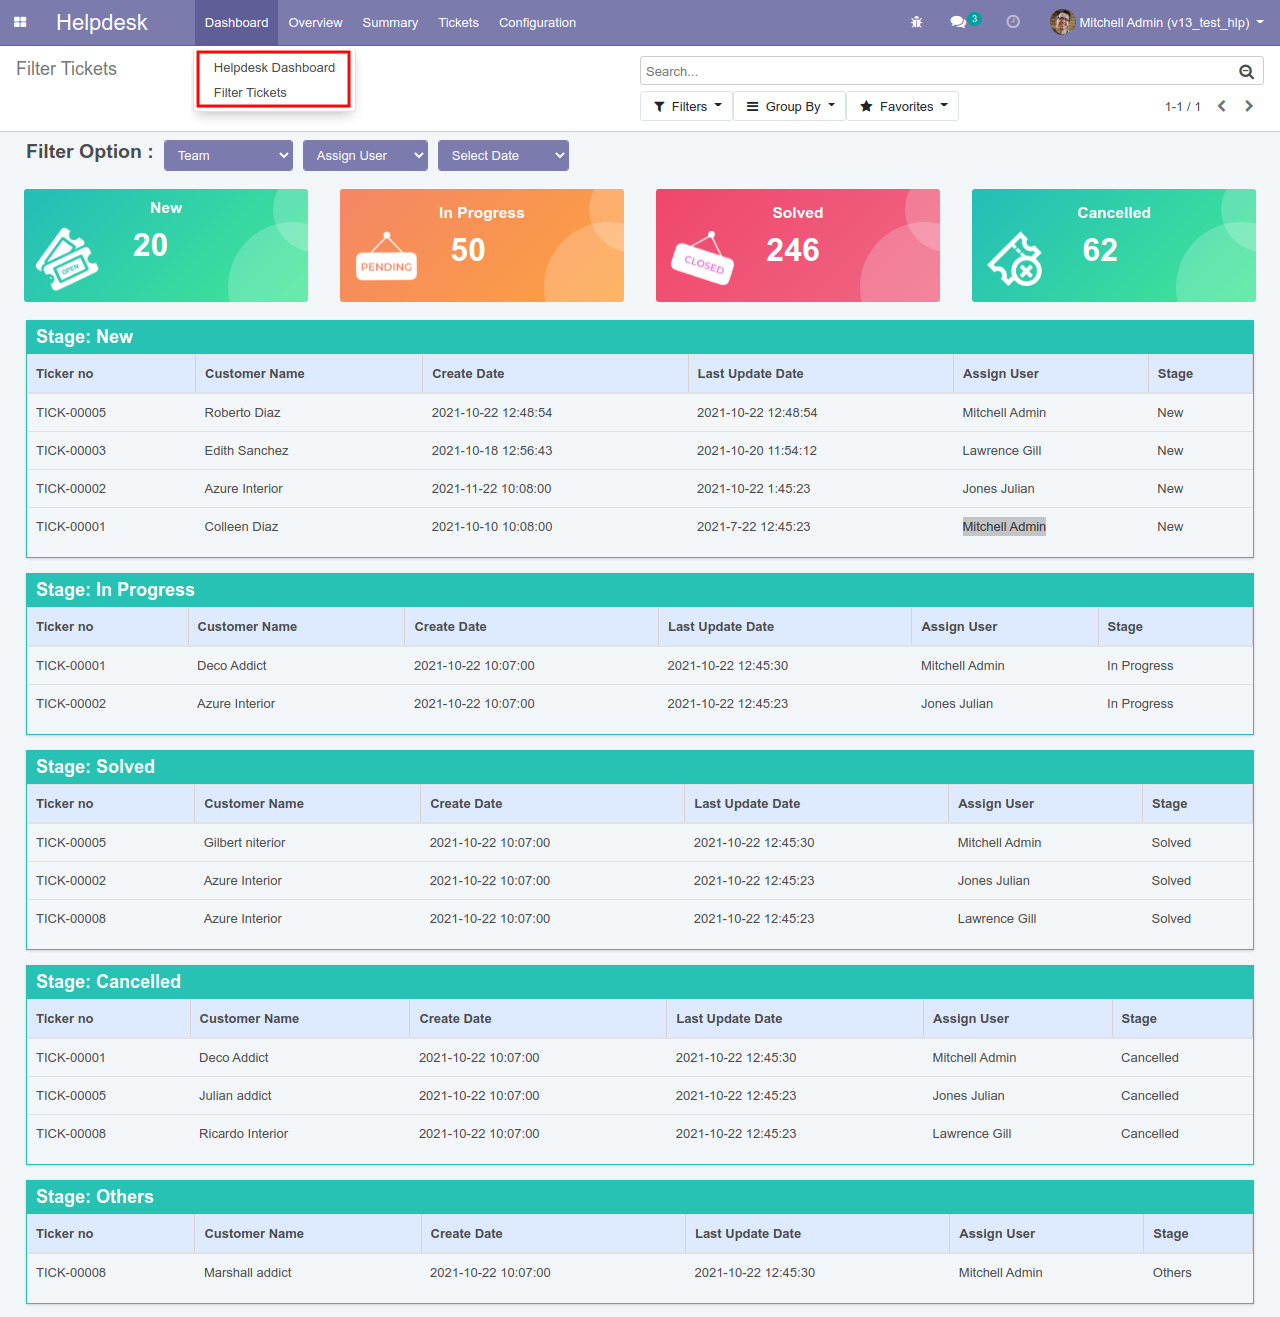 Helpdesk Dashboard Overview Summary Tickets Configuration 3 Mitchell Admin (v13_test_hlp)
Filter Tickets
Helpdesk Dashboard
Filter Tickets
Search...
Filters Group By Favorites 1-1 / 1
Filter Option : Team Assign User Select Date
New
20
OPEN
In Progress
50
PENDING
Solved
246
CLOSED
Cancelled
62
Stage: New
Ticker no Customer Name Create Date Last Update Date Assign User Stage
TICK-00005 Roberto Diaz 2021-10-22 12:48:54 2021-10-22 12:48:54 Mitchell Admin New
TICK-00003 Edith Sanchez 2021-10-18 12:56:43 2021-10-20 11:54:12 Lawrence Gill New
TICK-00002 Azure Interior 2021-11-22 10:08:00 2021-10-22 1:45:23 Jones Julian New
TICK-00001 Colleen Diaz 2021-10-10 10:08:00 2021-7-22 12:45:23 Mitchell Admin New
Stage: In Progress
Ticker no Customer Name Create Date Last Update Date Assign User Stage
TICK-00001 Deco Addict 2021-10-22 10:07:00 2021-10-22 12:45:30 Mitchell Admin In Progress
TICK-00002 Azure Interior 2021-10-22 10:07:00 2021-10-22 12:45:23 Jones Julian In Progress
Stage: Solved
Ticker no Customer Name Create Date Last Update Date Assign User Stage
TICK-00005 Gilbert niterior 2021-10-22 10:07:00 2021-10-22 12:45:30 Mitchell Admin Solved
TICK-00002 Azure Interior 2021-10-22 10:07:00 2021-10-22 12:45:23 Jones Julian Solved
TICK-00008 Azure Interior 2021-10-22 10:07:00 2021-10-22 12:45:23 Lawrence Gill Solved
Stage: Cancelled
Ticker no Customer Name Create Date Last Update Date Assign User Stage
TICK-00001 Deco Addict 2021-10-22 10:07:00 2021-10-22 12:45:30 Mitchell Admin Cancelled
TICK-00005 Julian addict 2021-10-22 10:07:00 2021-10-22 12:45:23 Jones Julian Cancelled
TICK-00008 Ricardo Interior 2021-10-22 10:07:00 2021-10-22 12:45:23 Lawrence Gill Cancelled
Stage: Others
Ticker no Customer Name Create Date Last Update Date Assign User Stage
TICK-00008 Marshall addict 2021-10-22 10:07:00 2021-10-22 12:45:30 Mitchell Admin Others